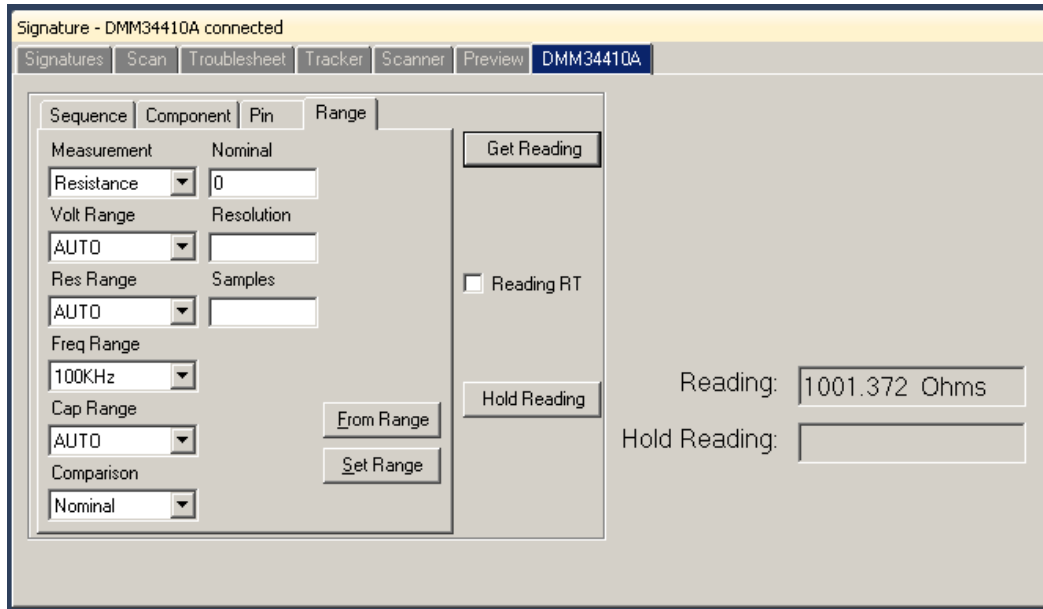 Signature - DMM34410A connected
Signatures Scan Troublesheet Tracker Scanner Preview DMM34410A
Sequence Component Pin Range
Measurement Nominal
Resistance 0
Volt Range Resolution
AUTO
Res Range Samples
AUTO
Freq Range
100KHz
Cap Range
AUTO
Comparison
Nominal
From Range
Set Range
Get Reading
Reading RT
Hold Reading
Reading: 1001.372 Ohms
Hold Reading: